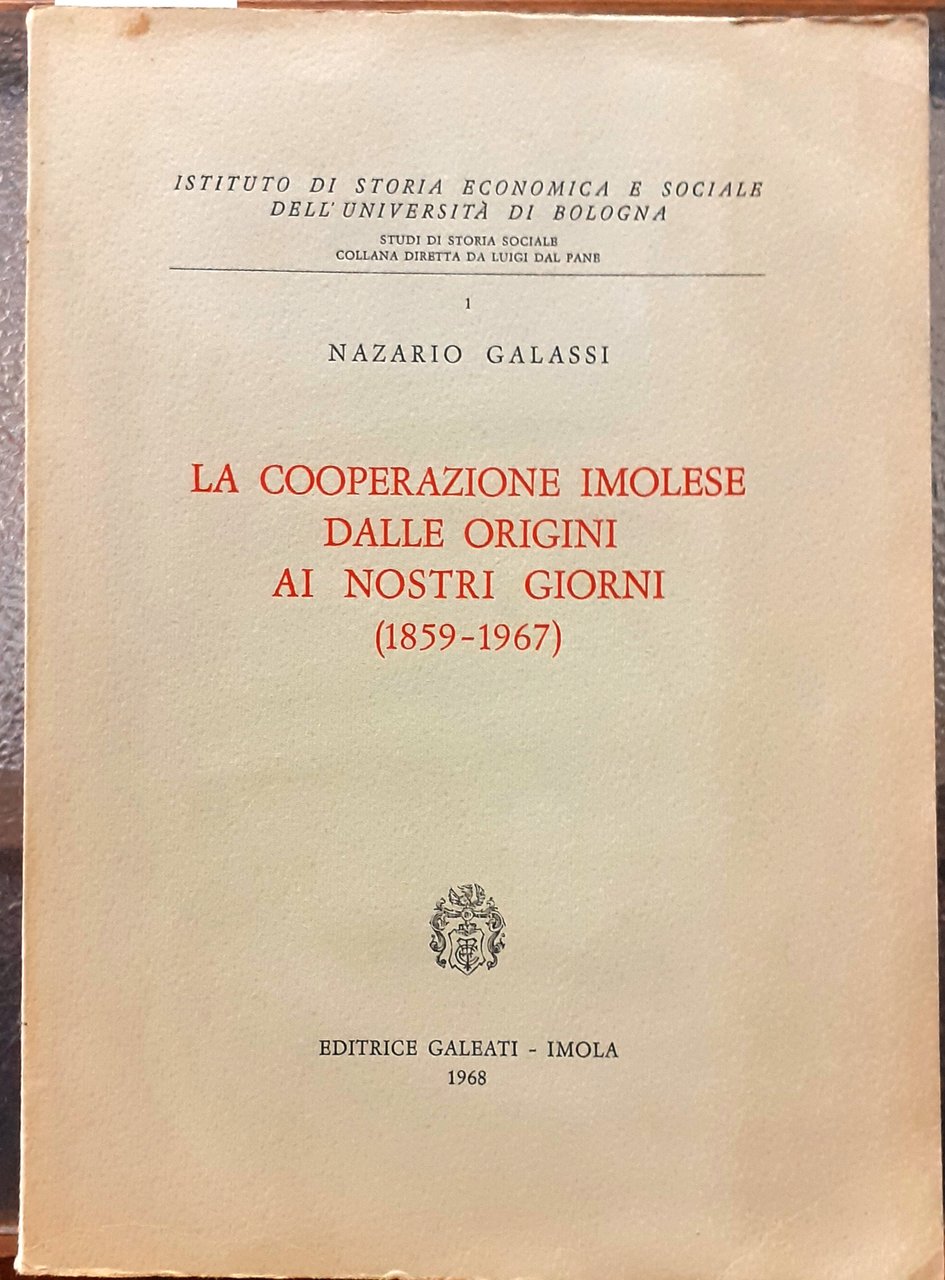 ISTITUTO DI STORIA ECONOMICA E SOCIALE
DELL'UNIVERSITÀ DI BOLOGNA
STUDI DI STORIA SOCIALE
COLLANA DIRETTA DA LUIGI DAL PANE
1
NAZARIO GALASSI
LA COOPERAZIONE IMOLESE
DALLE ORIGINI
AI NOSTRI GIORNI
(1859-1967)
EDITRICE GALEATI - IMOLA
1968